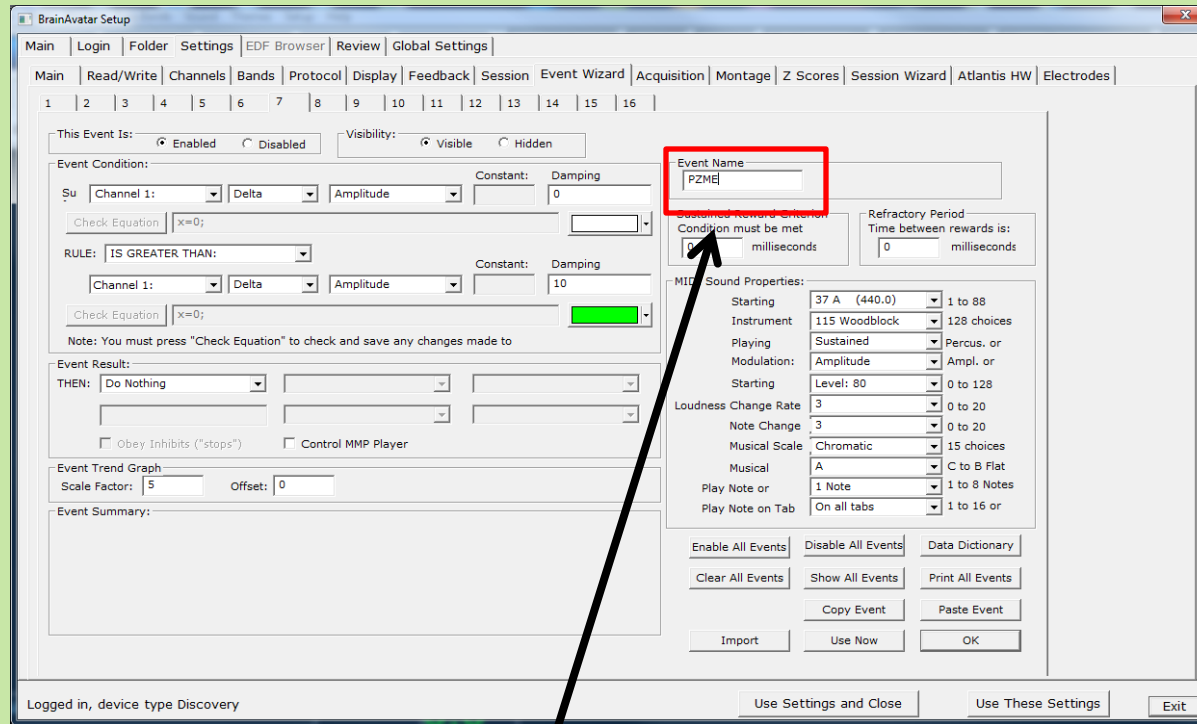 BrainAvatar Setup
Main Login Folder Settings EDF Browser Review Global Settings
Main Read/Write Channels Bands Protocol Display Feedback Session Event Wizard Acquisition Montage Z Scores Session Wizard Atlantis HW Electrodes
1 2 3 4 5 6 7 8 9 10 11 12 13 14 15 16
This Event Is: Enabled Disabled Visibility: Visible Hidden
Event Condition:
Constant: Damping
Su Channel 1: Delta Amplitude 0
Check Equation x=0;
RULE: IS GREATER THAN:
Constant: Damping
Channel 1: Delta Amplitude 10
Check Equation x=0;
Note: You must press "Check Equation" to check and save any changes made to
Event Result:
THEN: Do Nothing
Obey Inhibits ("stops") Control MMP Player
Event Trend Graph
Scale Factor: 5 Offset: 0
Event Summary:
Event Name
PZME
Sustained Reward Criterion
Condition must be met
0 milliseconds
Refractory Period
Time between rewards is:
0 milliseconds
MIDI Sound Properties:
Starting 37 A (440.0) 1 to 88
Instrument 115 Woodblock 128 choices
Playing Sustained Percus. or
Modulation: Amplitude Ampl. or
Starting Level: 80 0 to 128
Loudness Change Rate 3 0 to 20
Note Change 3 0 to 20
Musical Scale Chromatic 15 choices
Musical A C to B Flat
Play Note or 1 Note 1 to 8 Notes
Play Note on Tab On all tabs 1 to 16 or
Enable All Events Disable All Events Data Dictionary
Clear All Events Show All Events Print All Events
Copy Event Paste Event
Import Use Now OK
Logged in, device type Discovery Use Settings and Close Use These Settings Exit